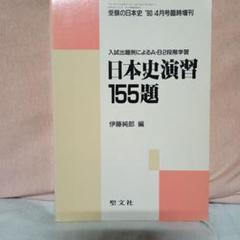 受験の日本史 '90 4月号臨時増刊
入試出題例によるA・B2段階学習
日本史演習
155題
伊藤純郎 編
聖文社